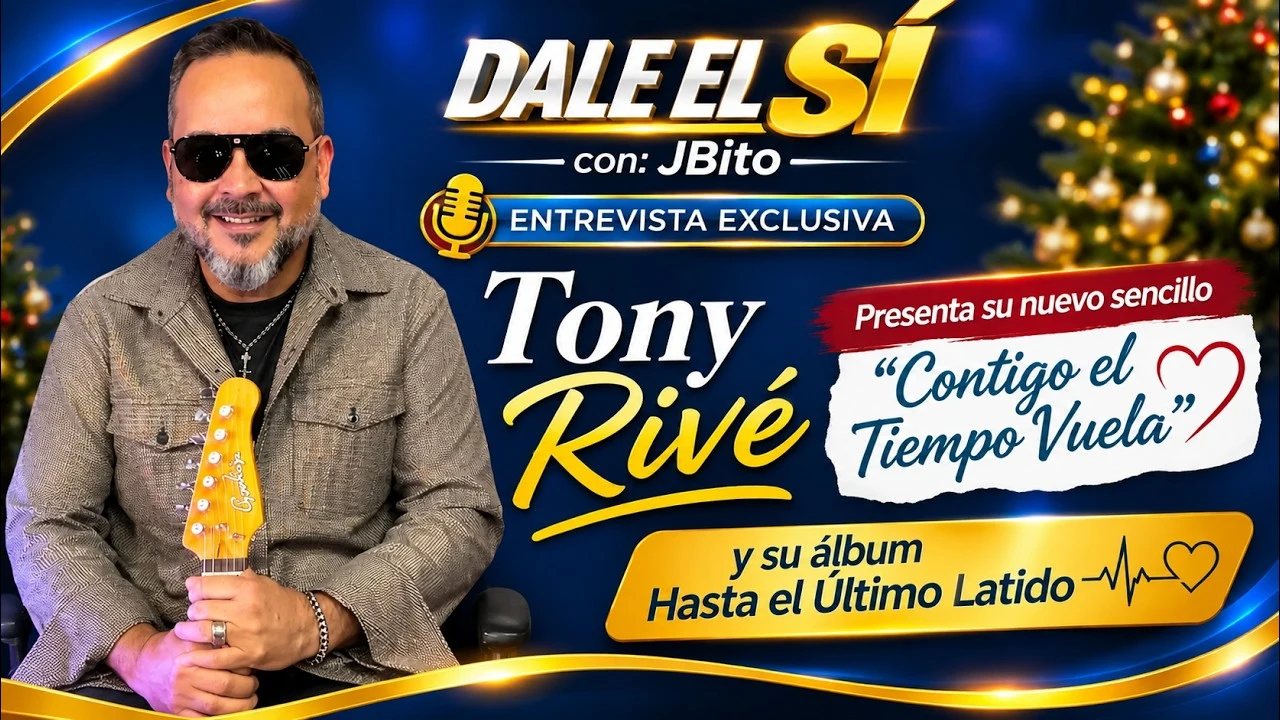 DALE EL SÍ
con: JBito
ENTREVISTA EXCLUSIVA
Tony
Rivé
Presenta su nuevo sencillo
“Contigo el
Tiempo Vuela”
y su álbum
Hasta el Último Latido